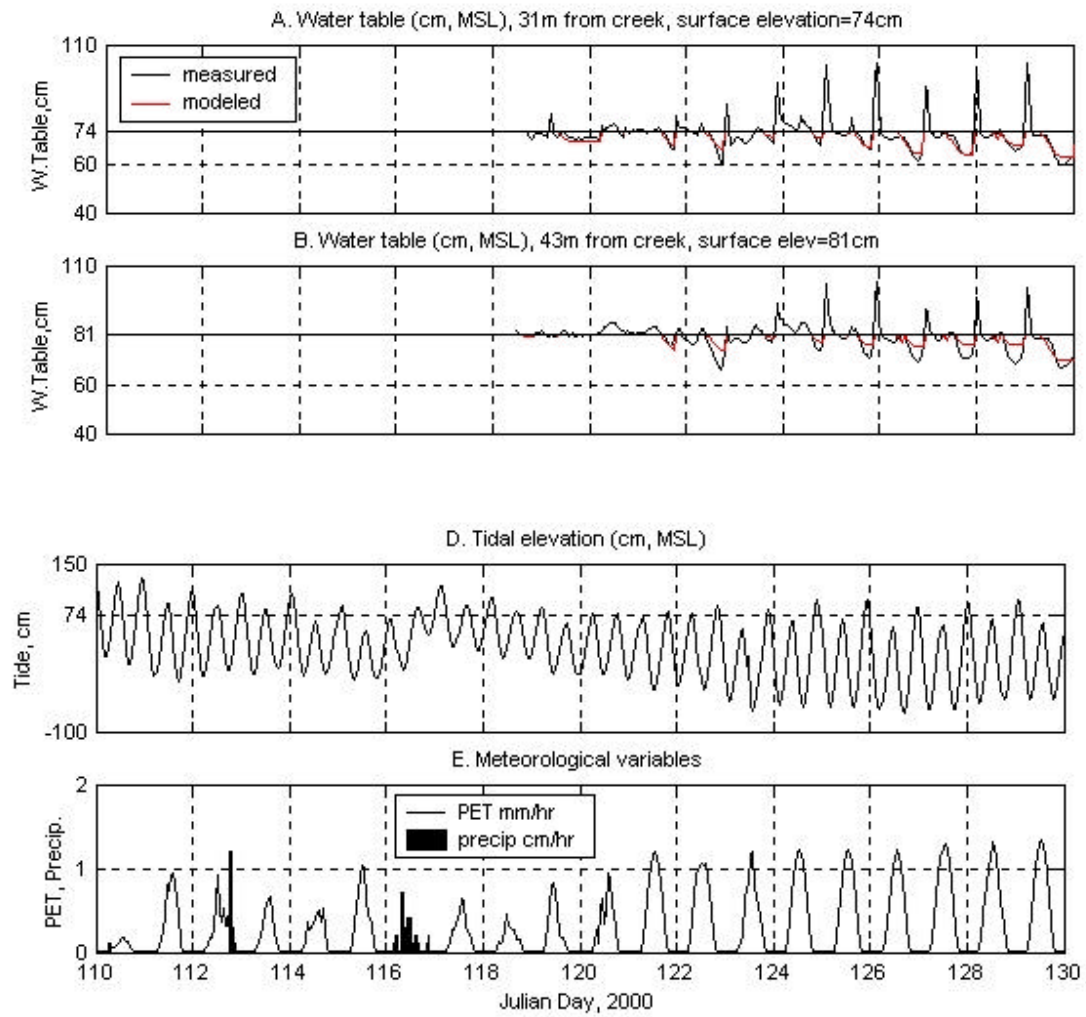 A. Water table (cm, MSL), 31m from creek, surface elevation=74cm
110
74
60
40
W.Table,cm
measured
modeled
B. Water table (cm, MSL), 43m from creek, surface elev=81cm
110
81
60
40
W.Table,cm
D. Tidal elevation (cm, MSL)
150
74
-100
Tide, cm
E. Meteorological variables
2
1
0
PET, Precip.
PET mm/hr
precip cm/hr
110 112 114 116 118 120 122 124 126 128 130
Julian Day, 2000